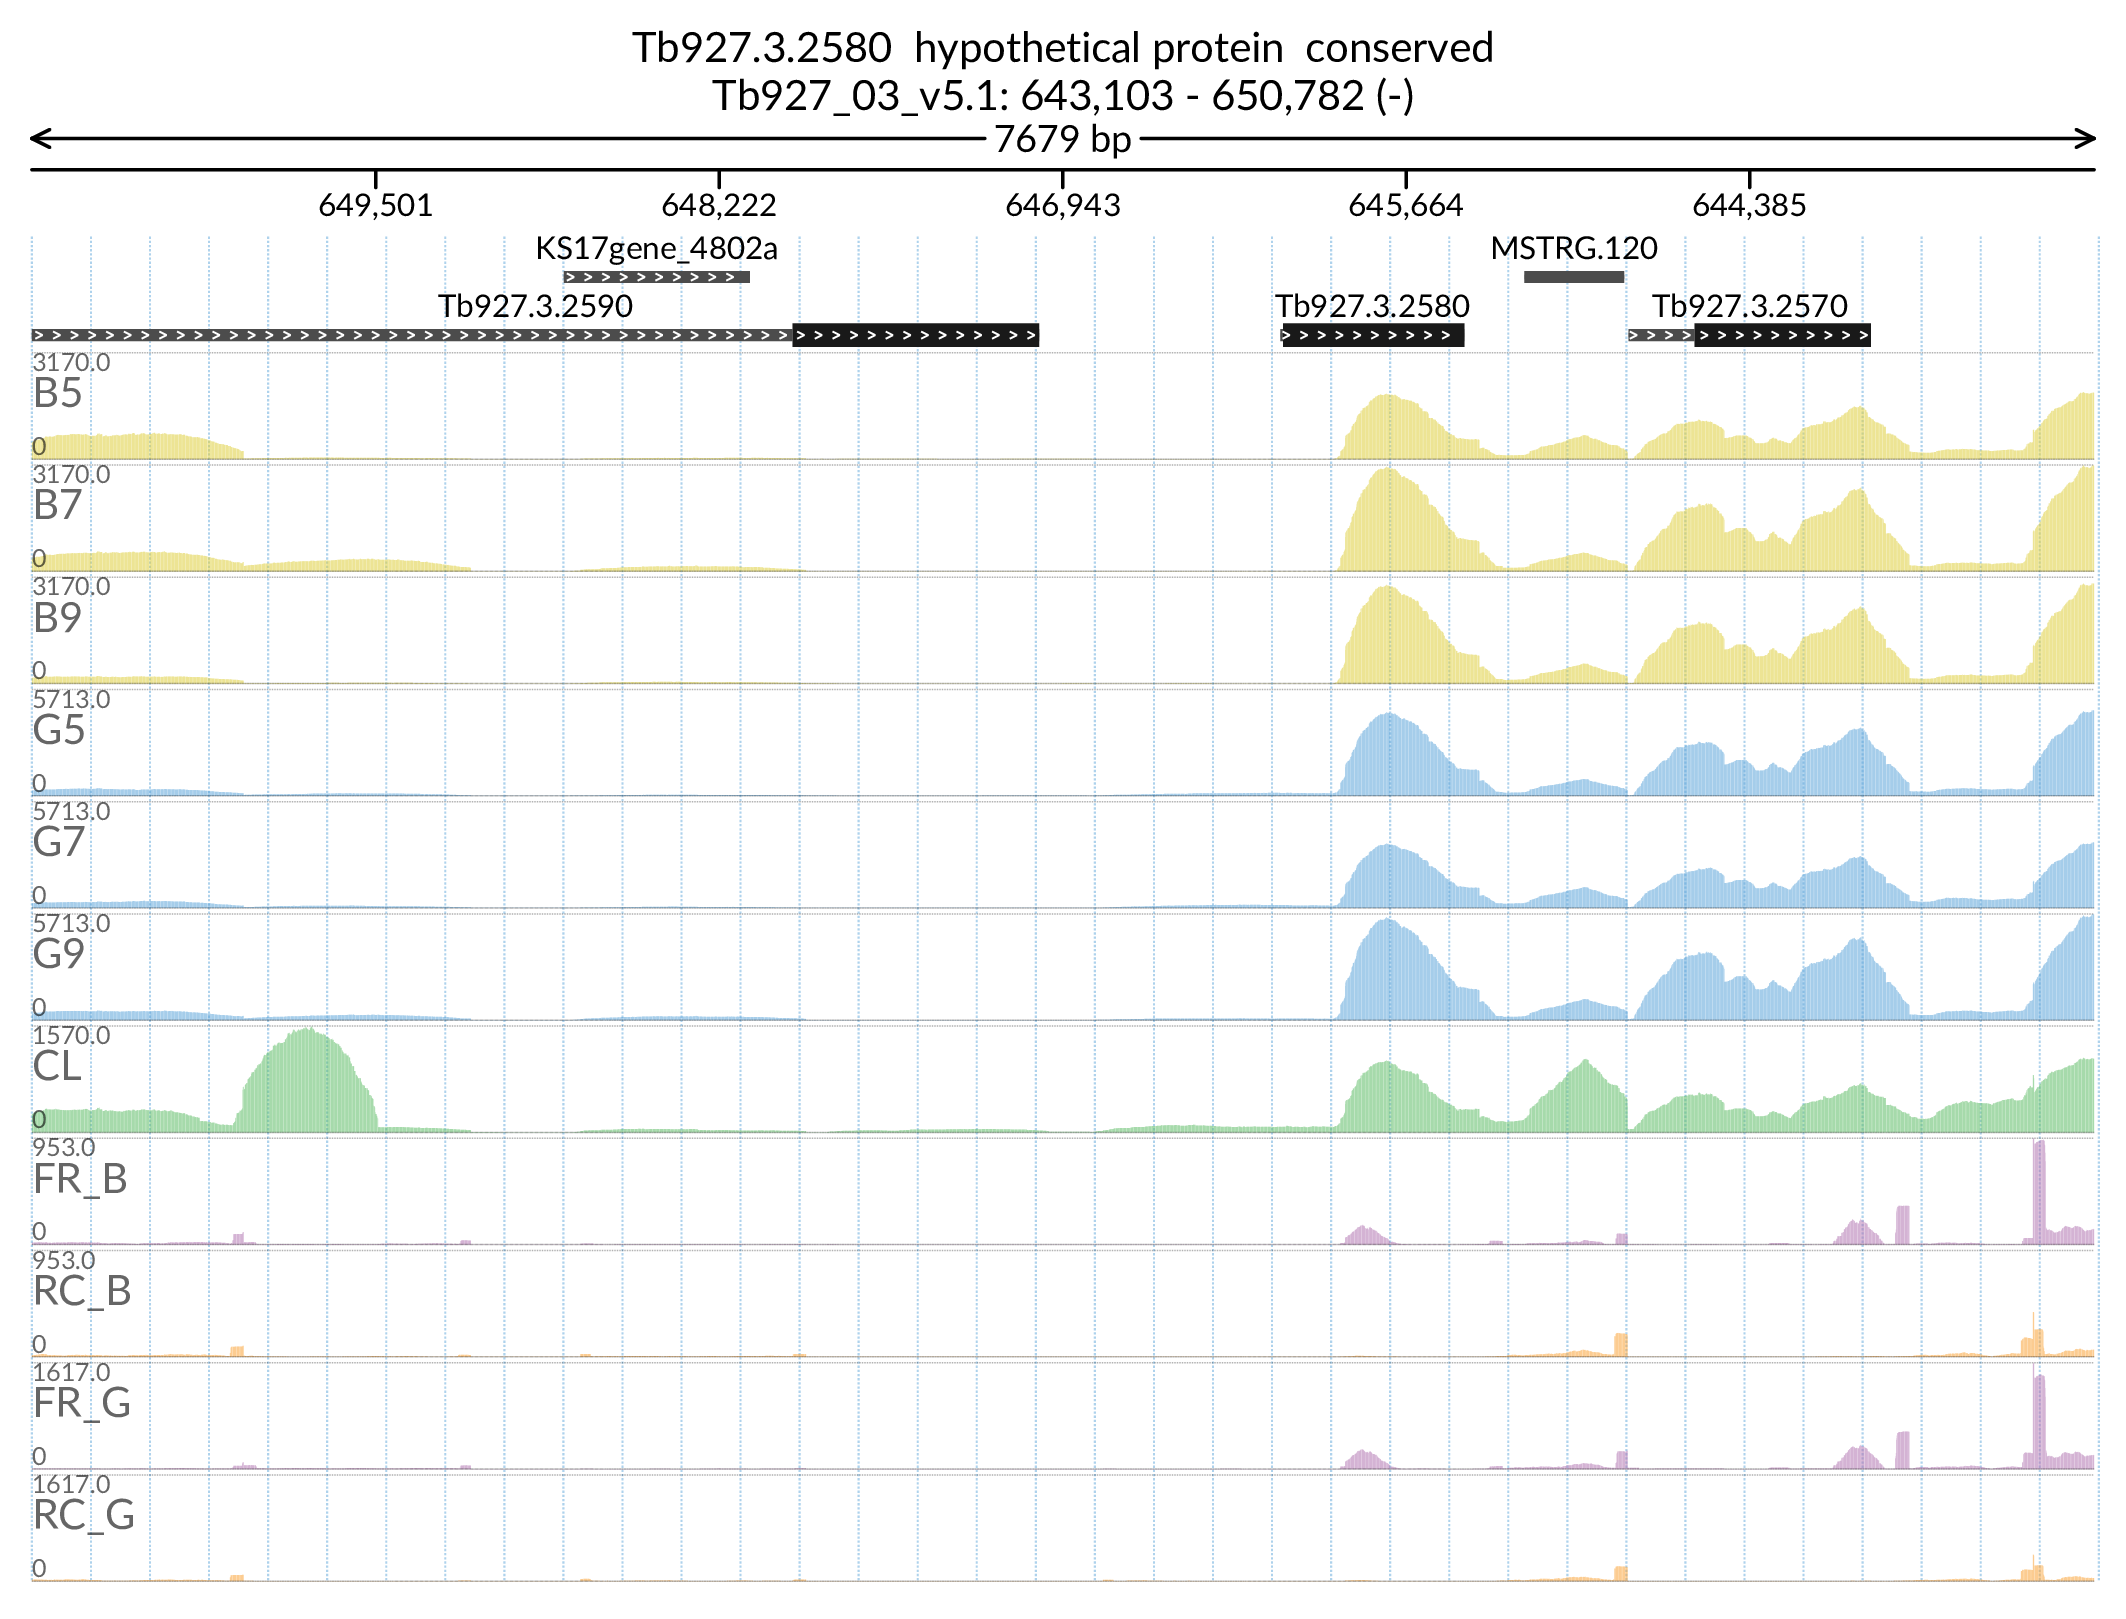 Tb927.3.2580  hypothetical protein  conserved
Tb927_03_v5.1: 643,103 - 650,782 (-)
7679 bp
649,501 648,222 646,943 645,664 644,385
KS17gene_4802a MSTRG.120
Tb927.3.2590 Tb927.3.2580 Tb927.3.2570
3170.0
B5
0
3170.0
B7
0
3170.0
B9
0
5713.0
G5
0
5713.0
G7
0
5713.0
G9
0
1570.0
CL
0
953.0
FR_B
0
953.0
RC_B
0
1617.0
FR_G
0
1617.0
RC_G
0